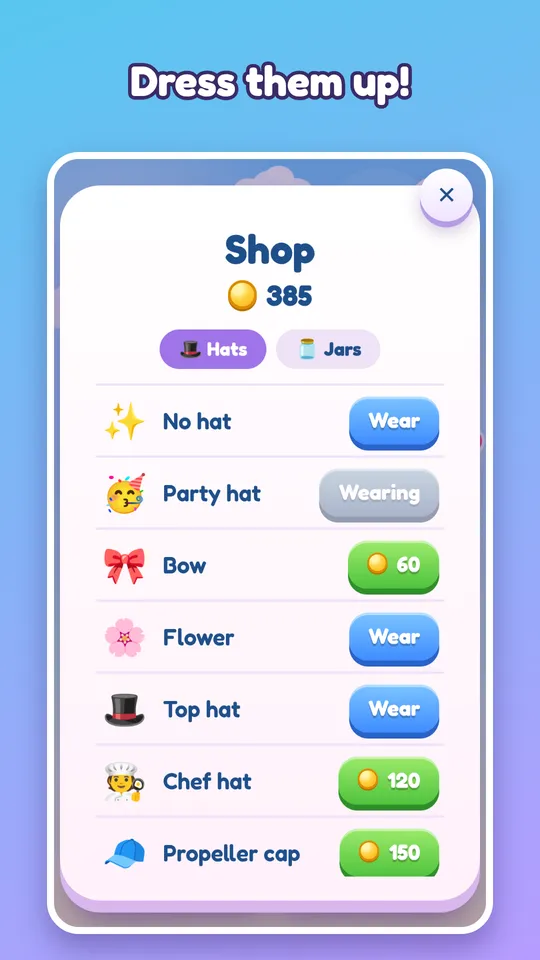 Dress them up!
Shop
385
Hats
Jars
No hat
Wear
Party hat
Wearing
Bow
60
Flower
Wear
Top hat
Wear
Chef hat
120
Propeller cap
150